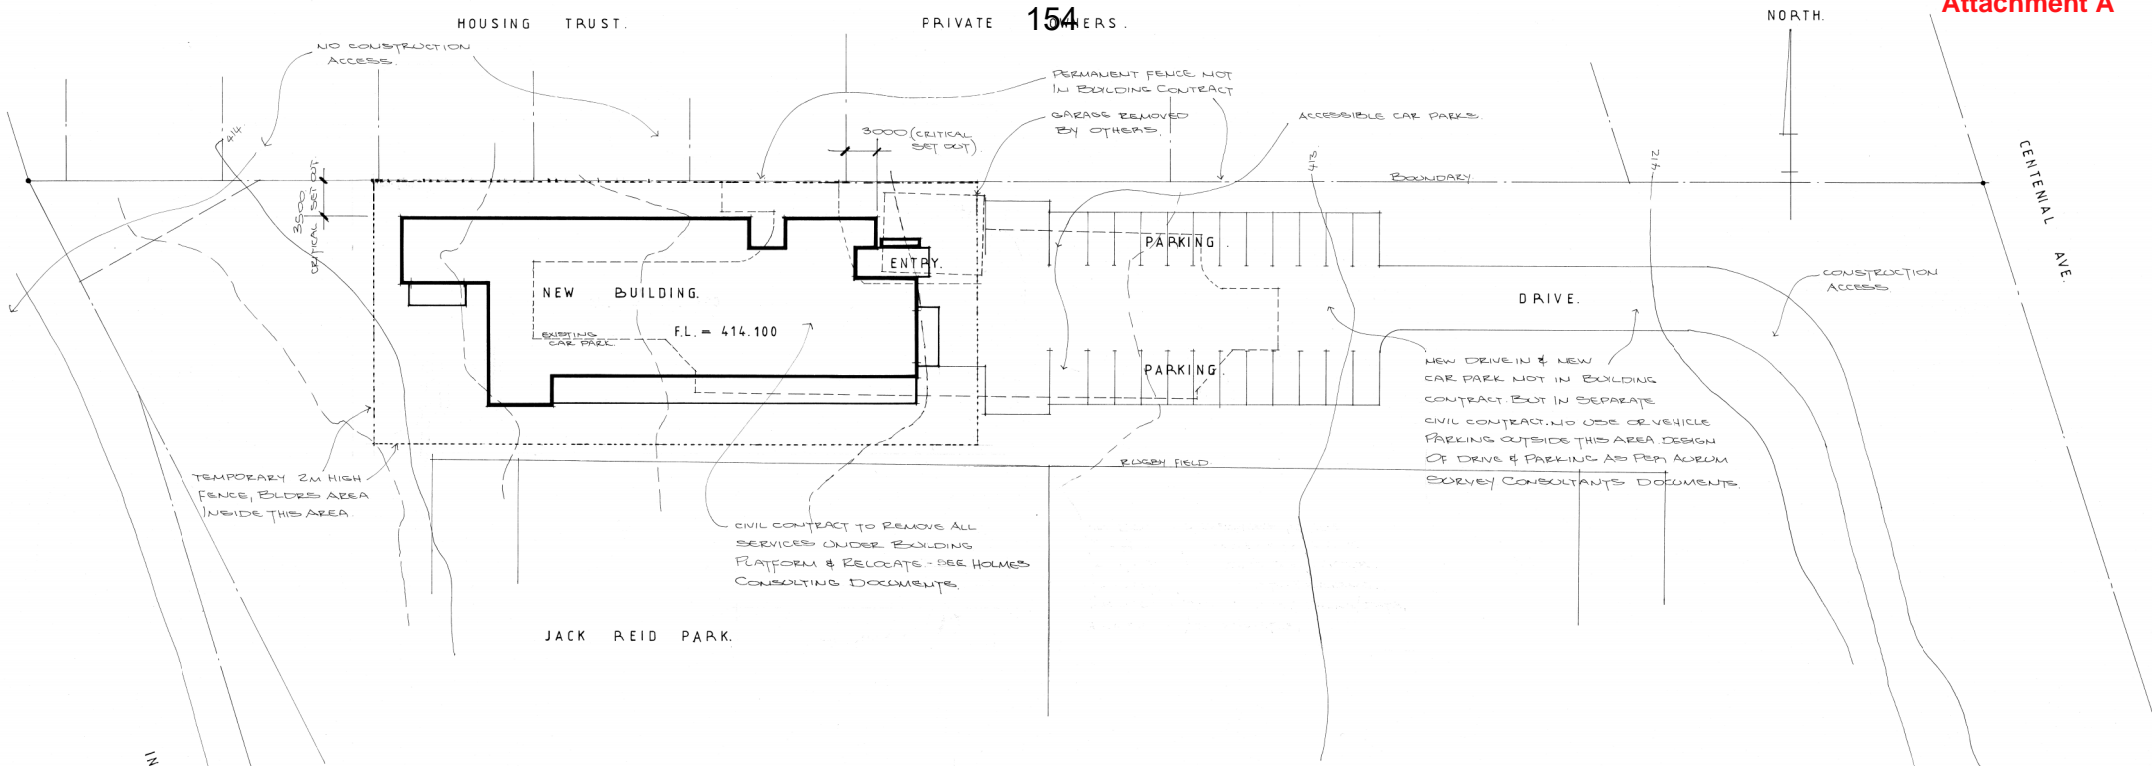 HOUSING TRUST.
PRIVATE OWNERS.
154
NORTH.
Attachment A
NO CONSTRUCTION
ACCESS.
PERMANENT FENCE NOT
IN BUILDING CONTRACT
GARAGE REMOVED
BY OTHERS.
ACCESSIBLE CAR PARKS.
3000 (CRITICAL
SET OUT)
414
413
412
CENTENIAL AVE.
BOUNDARY.
3500
CRITICAL SET OUT
PARKING
ENTRY.
NEW BUILDING.
F.L. = 414.100
EXISTING
CAR PARK.
DRIVE.
CONSTRUCTION
ACCESS.
PARKING
NEW DRIVE IN & NEW
CAR PARK NOT IN BUILDING
CONTRACT. BUT IN SEPARATE
CIVIL CONTRACT. NO USE OR VEHICLE
PARKING OUTSIDE THIS AREA. DESIGN
OF DRIVE & PARKING AS PER AURUM
SURVEY CONSULTANTS DOCUMENTS.
RUGBY FIELD.
TEMPORARY 2M HIGH
FENCE, BLDRS AREA
INSIDE THIS AREA.
CIVIL CONTRACT TO REMOVE ALL
SERVICES UNDER BUILDING
PLATFORM & RELOCATE - SEE HOLMES
CONSULTING DOCUMENTS.
JACK REID PARK.
IN